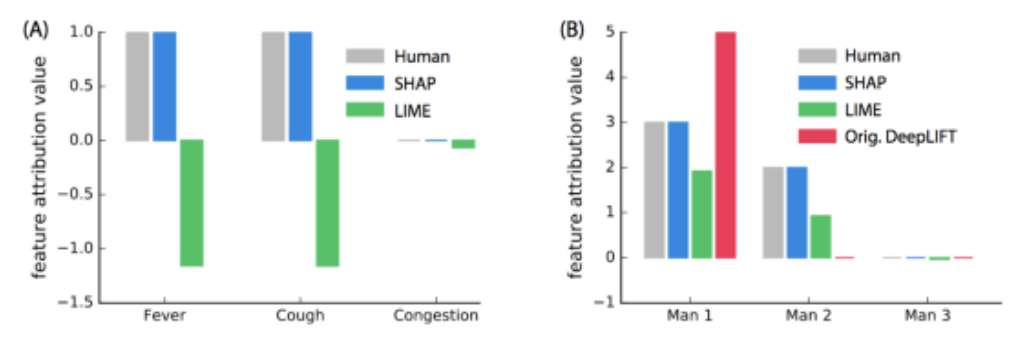 (A)
feature attribution value
1.0
0.5
0.0
−0.5
−1.0
−1.5
Human
SHAP
LIME
Fever
Cough
Congestion
(B)
feature attribution value
5
4
3
2
1
0
−1
Human
SHAP
LIME
Orig. DeepLIFT
Man 1
Man 2
Man 3